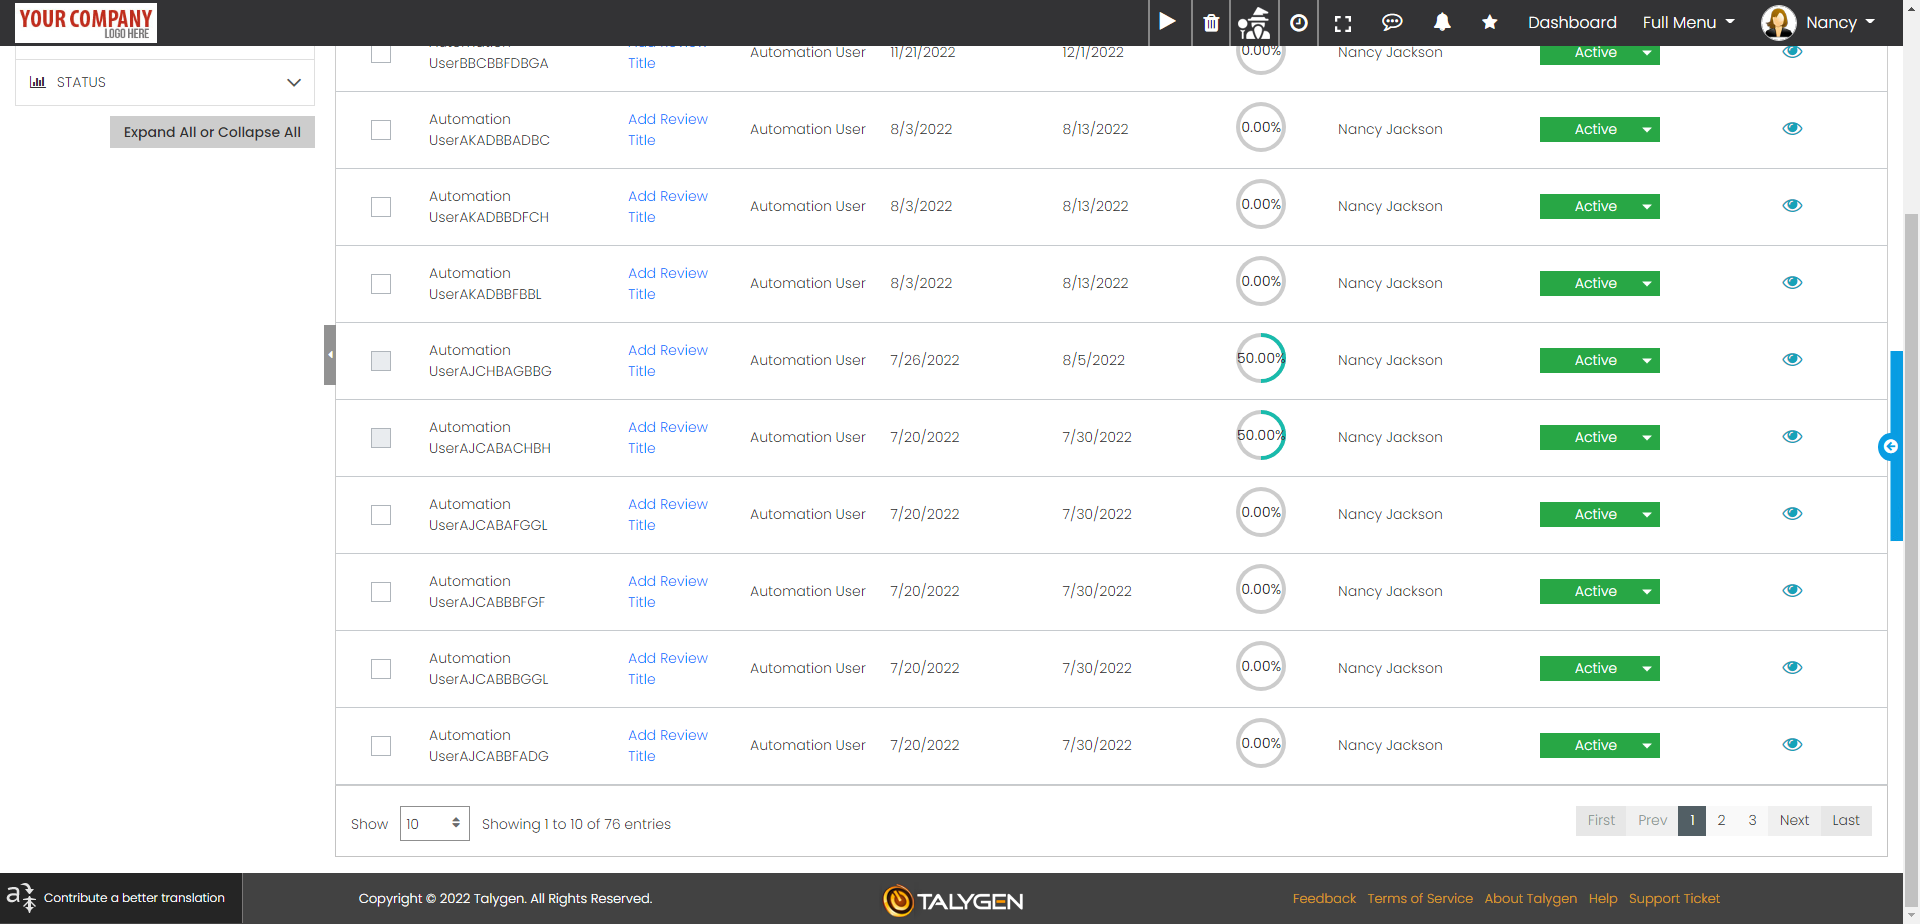 YOUR COMPANY
LOGO HERE
Dashboard
Full Menu
Nancy
STATUS
Expand All or Collapse All
UserBBCBBFDBGA
Title
Automation User
11/21/2022
12/1/2022
0.00%
Nancy Jackson
Active
Automation
UserAKADBBADBC
Add Review
Title
Automation User
8/3/2022
8/13/2022
0.00%
Nancy Jackson
Active
Automation
UserAKADBBDFCH
Add Review
Title
Automation User
8/3/2022
8/13/2022
0.00%
Nancy Jackson
Active
Automation
UserAKADBBFBBL
Add Review
Title
Automation User
8/3/2022
8/13/2022
0.00%
Nancy Jackson
Active
Automation
UserAJCHBAGBBG
Add Review
Title
Automation User
7/26/2022
8/5/2022
50.00%
Nancy Jackson
Active
Automation
UserAJCABACHBH
Add Review
Title
Automation User
7/20/2022
7/30/2022
50.00%
Nancy Jackson
Active
Automation
UserAJCABAFGGL
Add Review
Title
Automation User
7/20/2022
7/30/2022
0.00%
Nancy Jackson
Active
Automation
UserAJCABBBFGF
Add Review
Title
Automation User
7/20/2022
7/30/2022
0.00%
Nancy Jackson
Active
Automation
UserAJCABBBGGL
Add Review
Title
Automation User
7/20/2022
7/30/2022
0.00%
Nancy Jackson
Active
Automation
UserAJCABBFADG
Add Review
Title
Automation User
7/20/2022
7/30/2022
0.00%
Nancy Jackson
Active
Show
10
Showing 1 to 10 of 76 entries
First
Prev
1
2
3
Next
Last
Contribute a better translation
Copyright © 2022 Talygen. All Rights Reserved.
TALYGEN
Feedback
Terms of Service
About Talygen
Help
Support Ticket